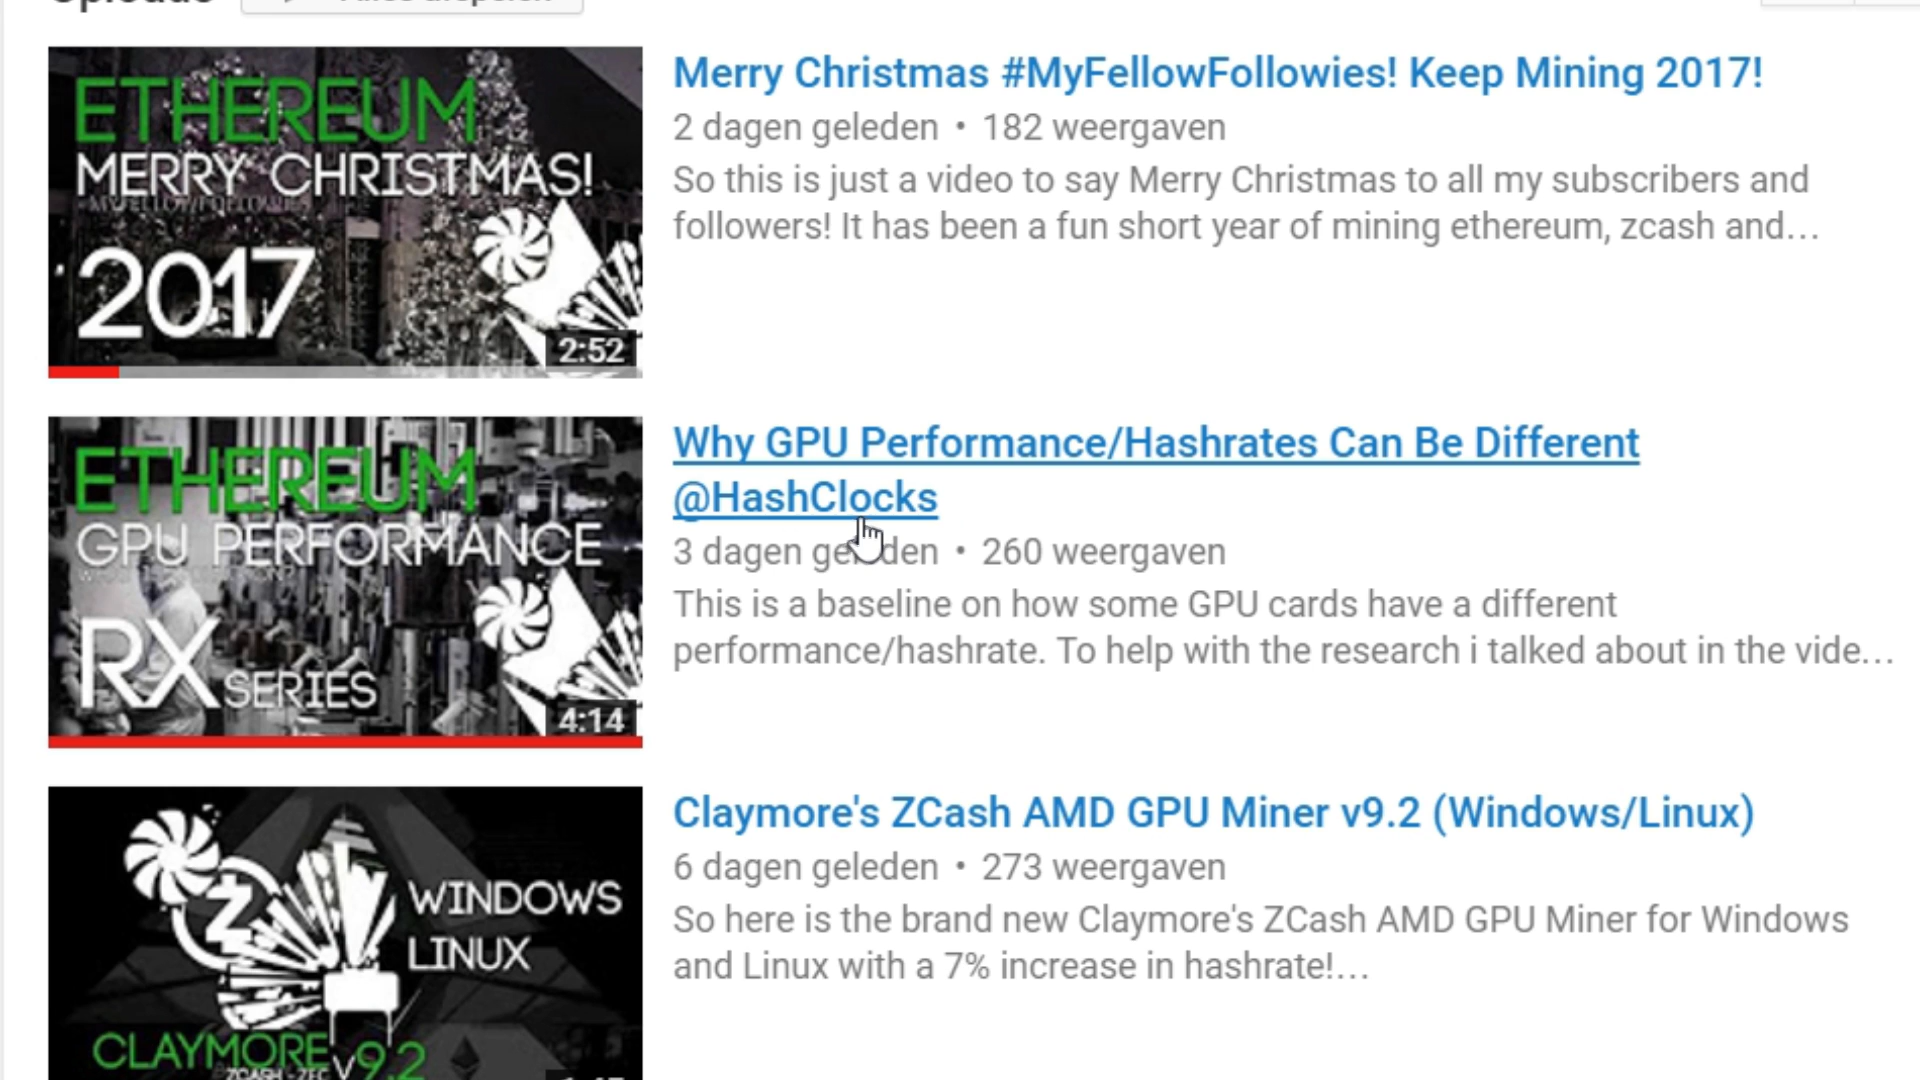 Uploads
Alles afspelen
ETHEREUM
MERRY CHRISTMAS!
2017
2:52
Merry Christmas #MyFellowFollowies! Keep Mining 2017!
2 dagen geleden • 182 weergaven
So this is just a video to say Merry Christmas to all my subscribers and
followers! It has been a fun short year of mining ethereum, zcash and...
ETHEREUM
GPU PERFORMANCE
RX SERIES
4:14
Why GPU Performance/Hashrates Can Be Different
@HashClocks
3 dagen geleden • 260 weergaven
This is a baseline on how some GPU cards have a different
performance/hashrate. To help with the research i talked about in the vide...
WINDOWS
LINUX
CLAYMORE V9.2
ZCASH - ZEC
Claymore's ZCash AMD GPU Miner v9.2 (Windows/Linux)
6 dagen geleden • 273 weergaven
So here is the brand new Claymore's ZCash AMD GPU Miner for Windows
and Linux with a 7% increase in hashrate!...